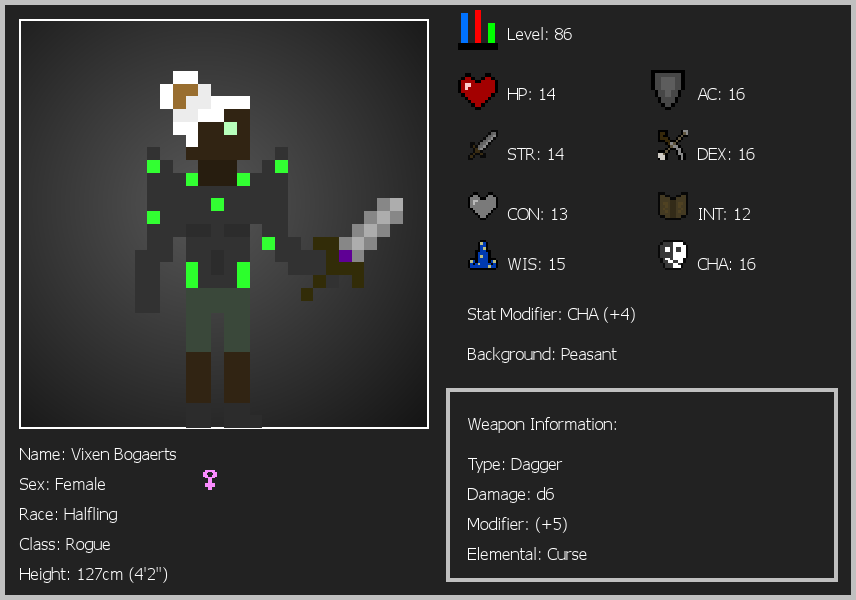 Level: 86
HP: 14
AC: 16
STR: 14
DEX: 16
CON: 13
INT: 12
WIS: 15
CHA: 16
Stat Modifier: CHA (+4)
Background: Peasant
Weapon Information:
Type: Dagger
Damage: d6
Modifier: (+5)
Elemental: Curse
Name: Vixen Bogaerts
Sex: Female
Race: Halfling
Class: Rogue
Height: 127cm (4'2")